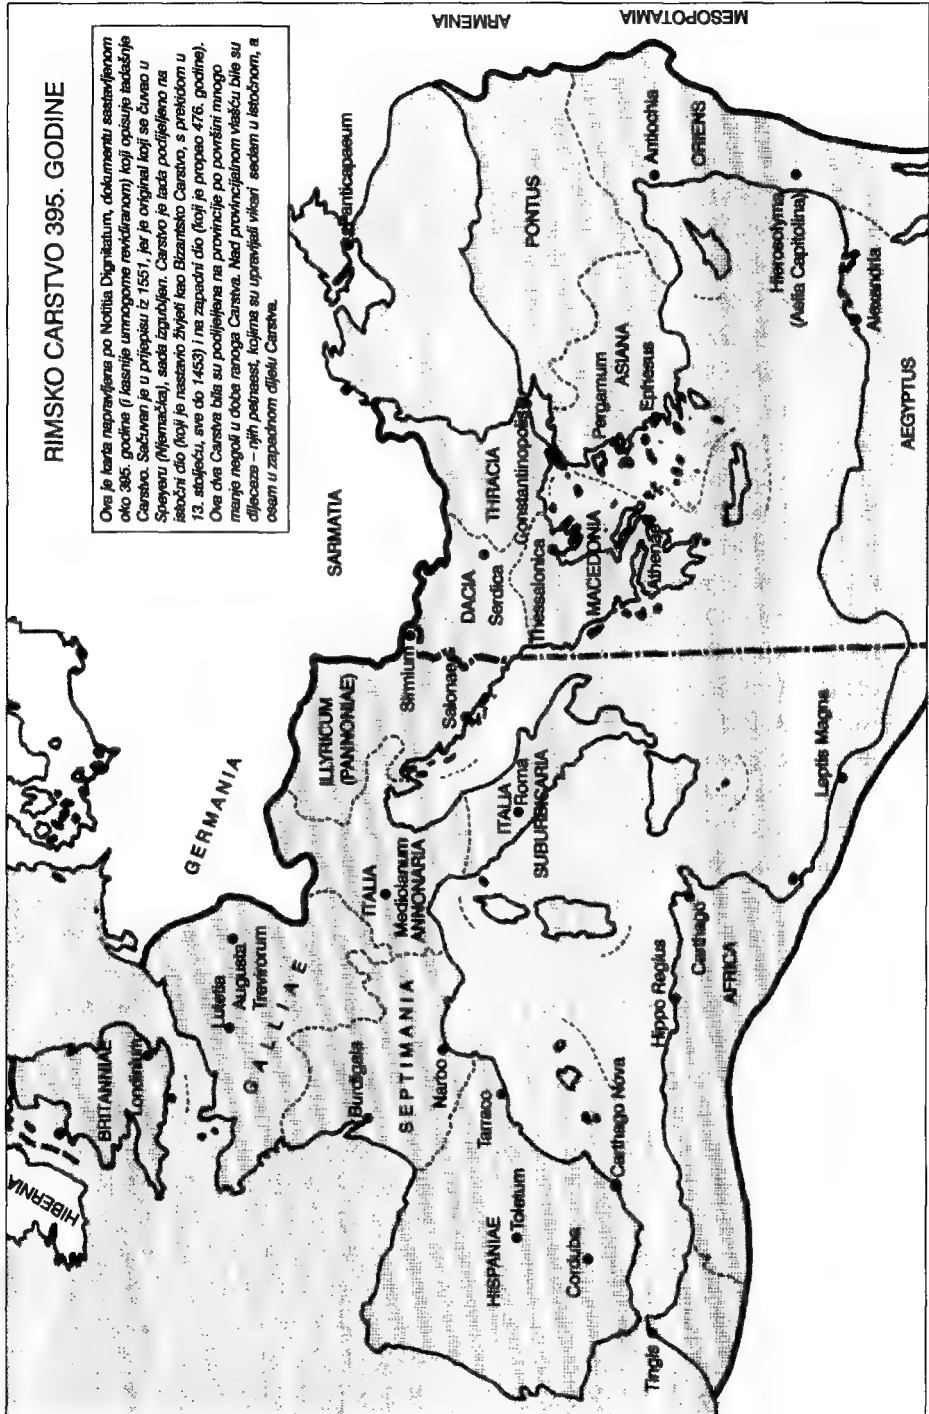 RIMSKO CARSTVO 395. GODINE
Ova je karta napravljena po Notitia Dignitatum, dokumentu sastavljenom
oko 395. godine (i kasnije umnogome revidiranom) koji opisuje tadašnje
Carstvo. Sačuvan je u prijepisu iz 1551, jer je original koji se čuvao u
Speyeru (Njemačka), sada izgubljen. Carstvo je tada podijeljeno na
istočni dio (koji je nastavio živjeti kao Bizantsko Carstvo, s prekidom u
13. stoljeću, sve do 1453) i na zapadni dio (koji je propao 476. godine).
Ova dva Carstva bila su podijeljena na provincije po površini mnogo
manje negoli u doba ranoga Carstva. Nad provincijalnom vlašću bile su
dijeceze – njih petnaest, kojima su upravljali vikari sedam u istočnom, a
osam u zapadnom dijelu Carstva.
HIBERNIA
BRITANNIAE
Londinium
GERMANIA
SARMATIA
Panticapaeum
ARMENIA
MESOPOTAMIA
Lutetia
Augusta
Trevirorum
GALLIAE
Burdigala
SEPTIMANIA
Narbo
ITALIA
Mediolanum
ANNONARIA
ILLYRICUM
(PANNONIAE)
Sirmium
Salonae
DACIA
Serdica
THRACIA
Constantinopolis
Thessalonica
MACEDONIA
Athenae
PONTUS
Pergamum
ASIANA
Ephesus
Antiochia
ORIENS
Hierosolyma
(Aelia Capitolina)
Alexandria
AEGYPTUS
ITALIA
Roma
SUBURBICARIA
Tarraco
HISPANIAE
Toletum
Corduba
Carthago Nova
Tingis
Hippo Regius
Carthago
AFRICA
Leptis Magna